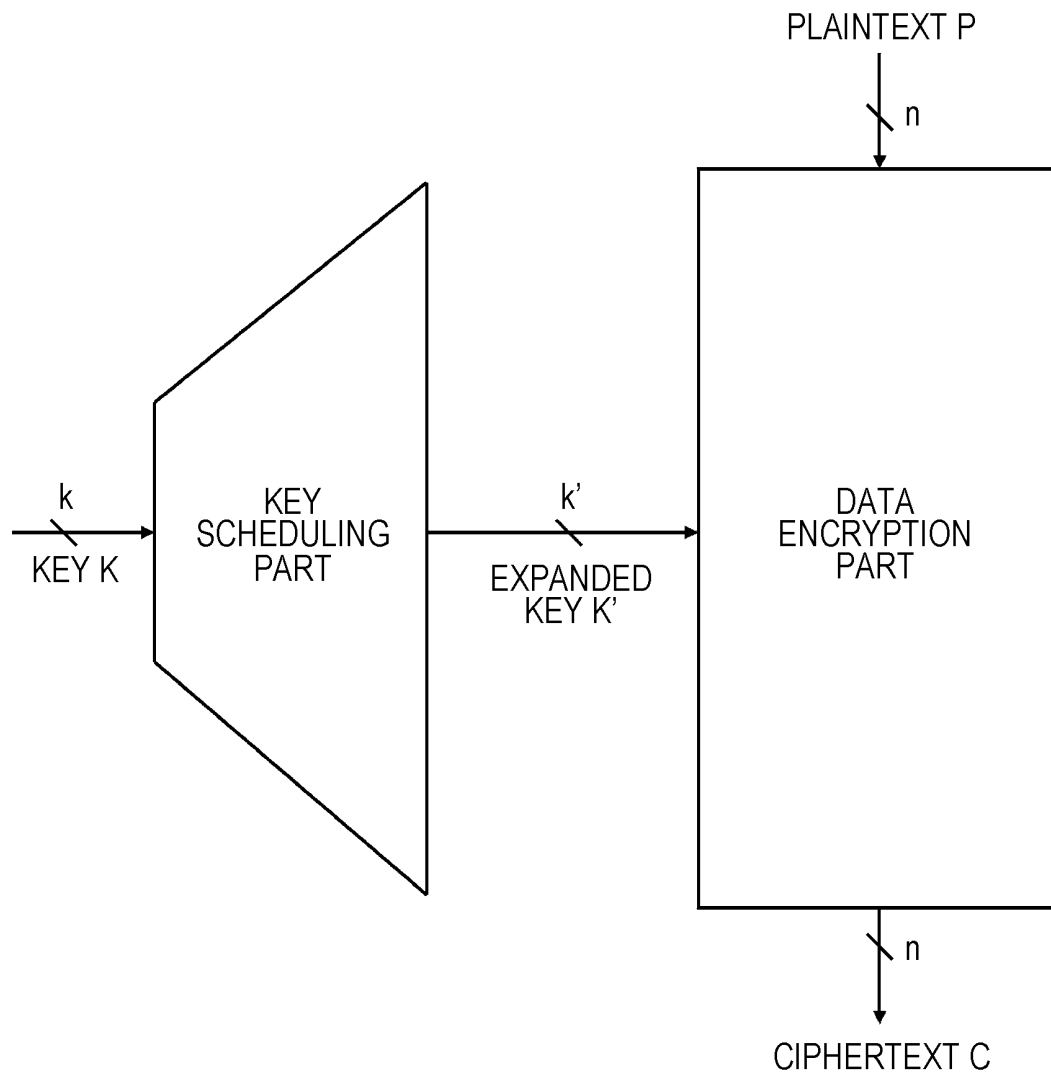 PLAINTEXT P
n
k
KEY K
KEY
SCHEDULING
PART
k’
EXPANDED
KEY K’
DATA
ENCRYPTION
PART
n
CIPHERTEXT C